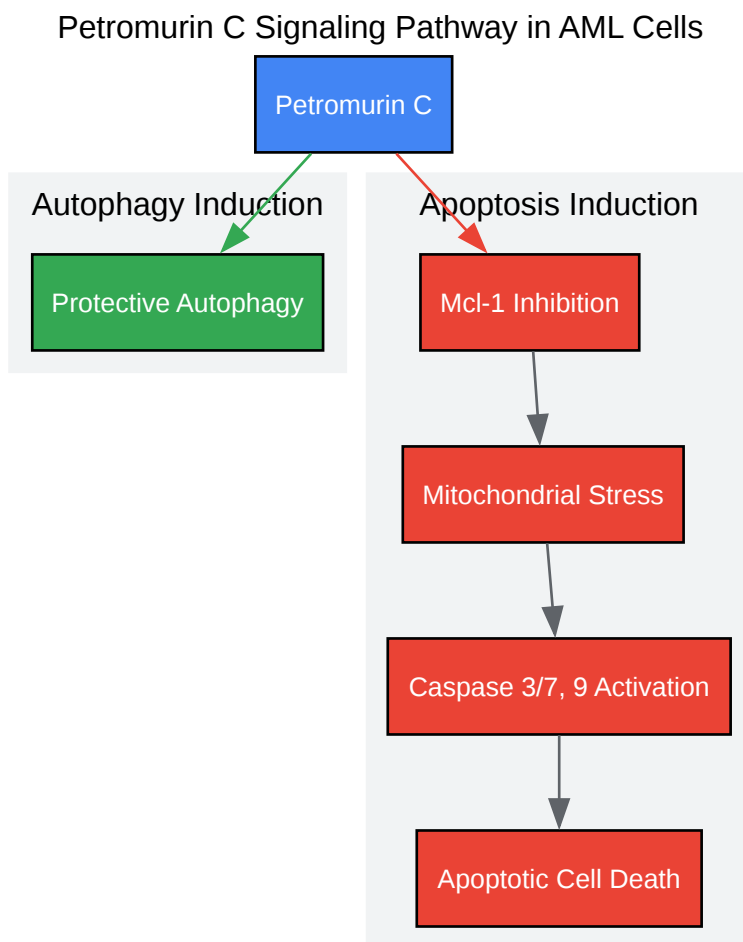 Petromurin C Signaling Pathway in AML Cells
Petromurin C
Autophagy Induction
Protective Autophagy
Apoptosis Induction
Mcl-1 Inhibition
Mitochondrial Stress
Caspase 3/7, 9 Activation
Apoptotic Cell Death